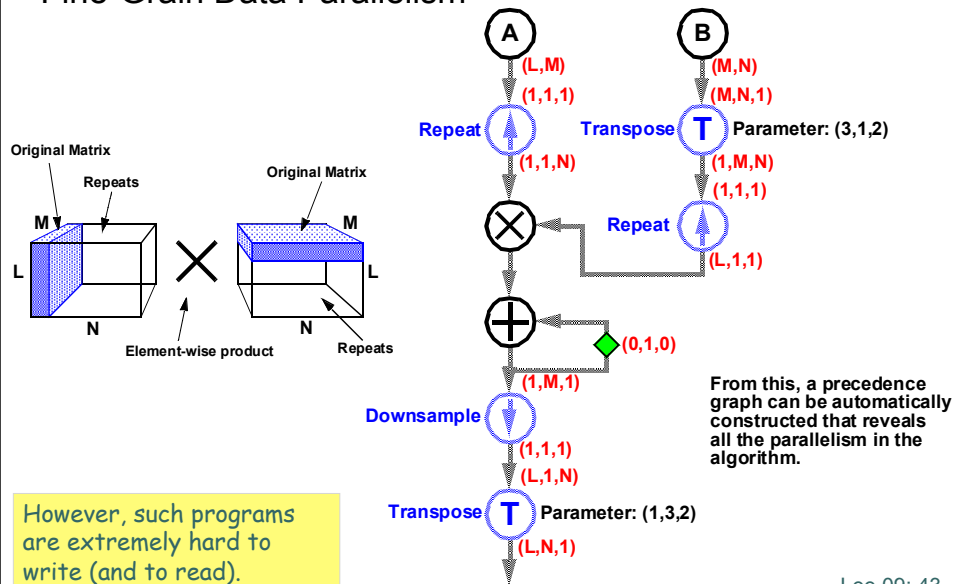 Fine-Grain Data Parallelism
A
B
(L,M)
(M,N)
(1,1,1)
(M,N,1)
Repeat
Transpose
T
Parameter: (3,1,2)
(1,1,N)
(1,M,N)
(1,1,1)
Repeat
(L,1,1)
Original Matrix
Repeats
Original Matrix
M
M
L
L
N
N
Element-wise product
Repeats
(0,1,0)
(1,M,1)
Downsample
(1,1,1)
(L,1,N)
Transpose
T
Parameter: (1,3,2)
(L,N,1)
From this, a precedence
graph can be automatically
constructed that reveals
all the parallelism in the
algorithm.
However, such programs
are extremely hard to
write (and to read).
Lee 09: 42